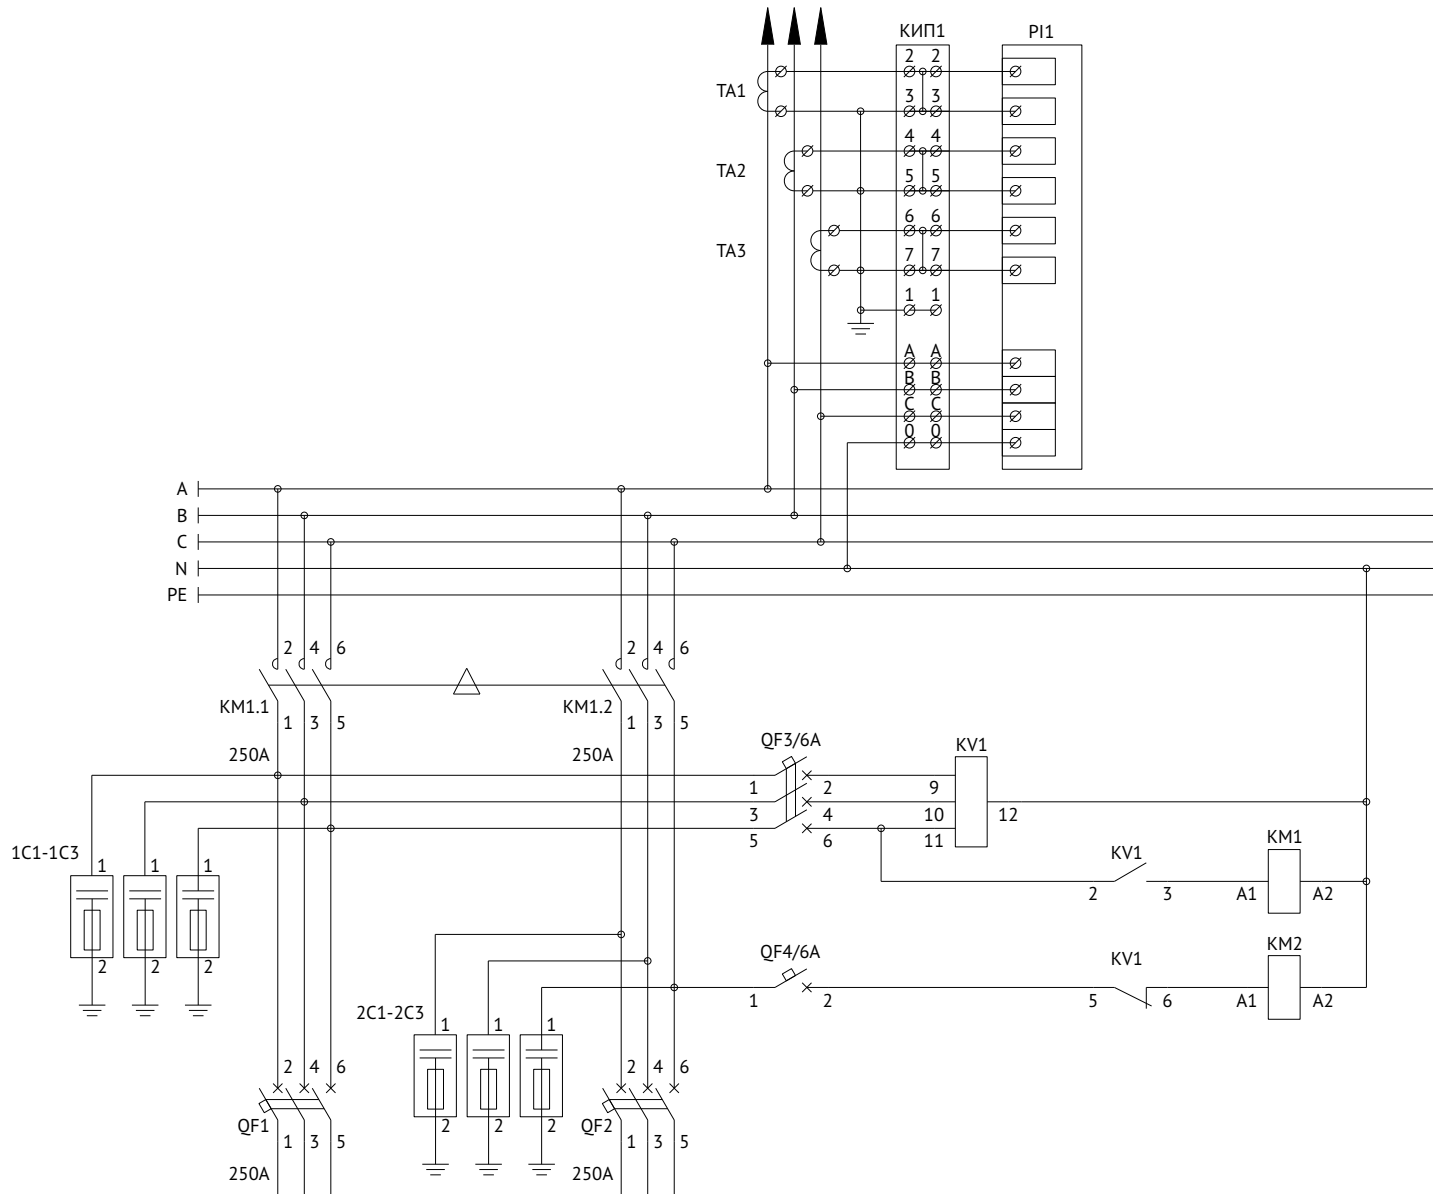 КИП1 PI1
2 2
TA1
3 3
4 4
TA2
5 5
6 6
TA3
7 7
1 1
A A
B B
C C
0 0
A
B
C
N
PE
2 4 6 2 4 6
KM1.1 KM1.2
1 3 5 1 3 5
250A 250A
QF3/6A KV1
1 2 9
3 4 10 12
5 6 11
1C1-1C3 KV1 KM1
1 1 1
2 3 A1 A2
2 2 2
QF4/6A KV1 KM2
1 2 5 6 A1 A2
2C1-2C3 1 1 1
2 4 6 2 4 6
QF1 2 2 2 QF2
1 3 5 1 3 5
250A 250A